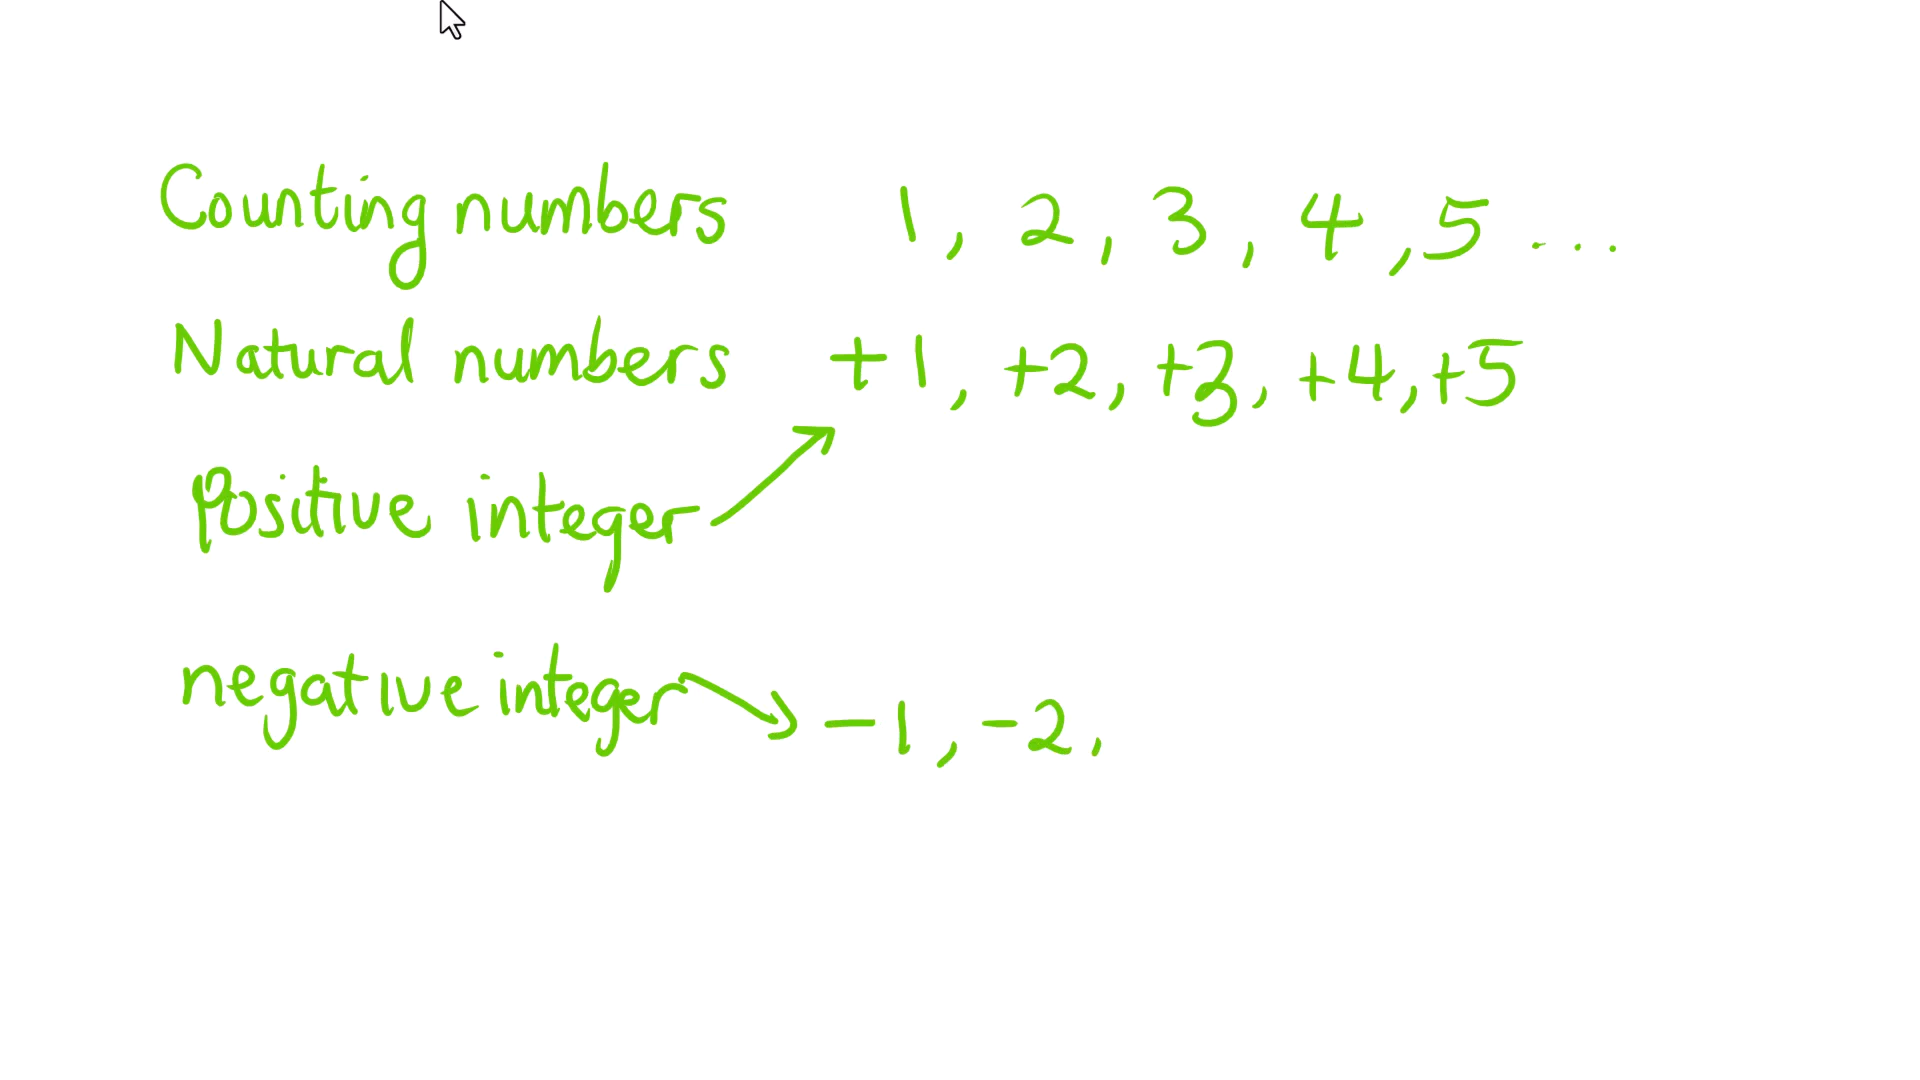 Counting numbers 1, 2, 3, 4, 5 ...
Natural numbers +1, +2, +3, +4, +5
Positive integer
negative integer -1, -2,